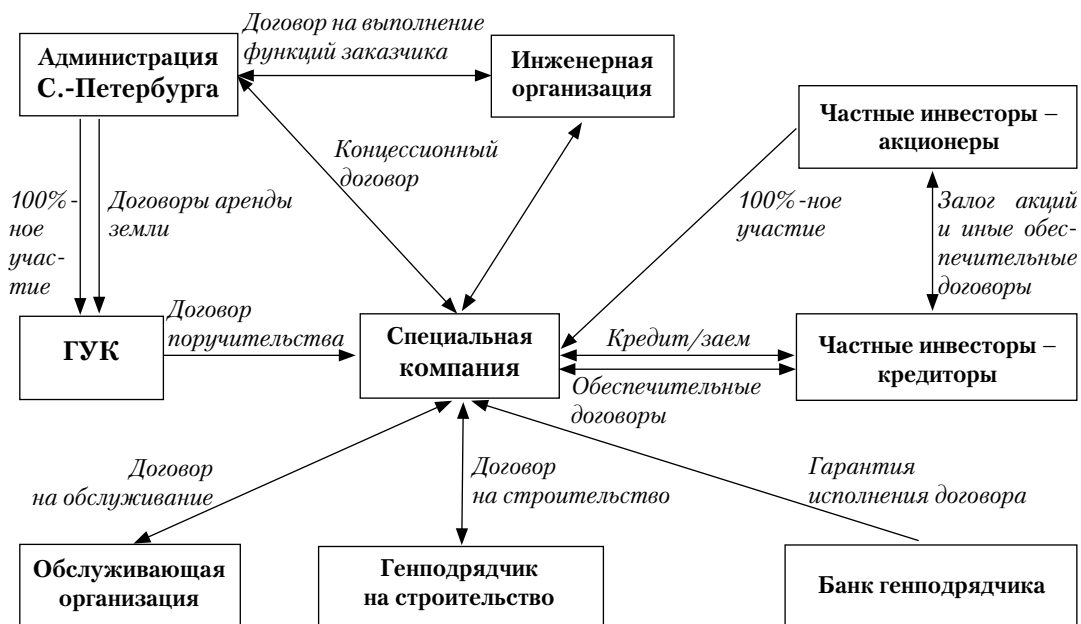 Договор на выполнение
функций заказчика
Администрация
С.-Петербурга
Инженерная
организация
Частные инвесторы –
акционеры
Концессионный
договор
100%-
ное
учас-
тие
Договоры аренды
земли
100%-ное
участие
Залог акций
и иные обес-
печительные
договоры
ГУК
Договор
поручительства
Специальная
компания
Кредит/заем
Обеспечительные
договоры
Частные инвесторы –
кредиторы
Договор
на обслуживание
Договор
на строительство
Гарантия
исполнения договора
Обслуживающая
организация
Генподрядчик
на строительство
Банк генподрядчика